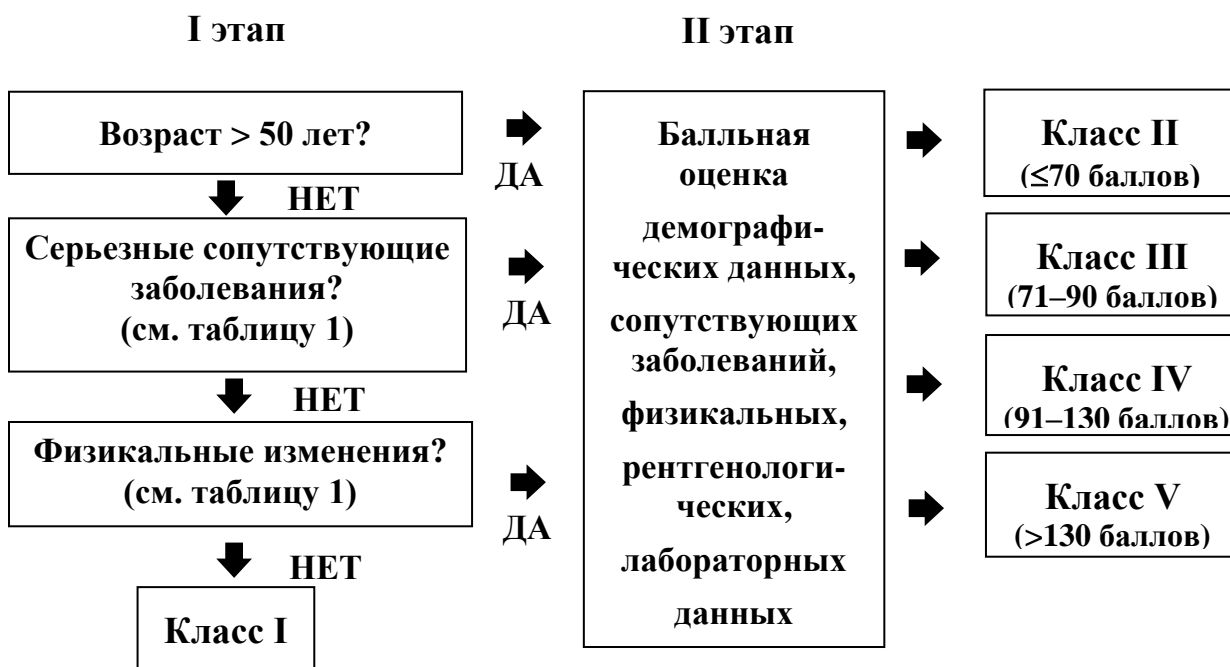 I этап
II этап
Возраст > 50 лет?
ДА
НЕТ
Серьезные сопутствующие
заболевания?
(см. таблицу 1)
ДА
НЕТ
Физикальные изменения?
(см. таблицу 1)
ДА
НЕТ
Класс I
Балльная
оценка
демографи-
ческих данных,
сопутствующих
заболеваний,
физикальных,
рентгенологи-
ческих,
лабораторных
данных
Класс II
(≤70 баллов)
Класс III
(71–90 баллов)
Класс IV
(91–130 баллов)
Класс V
(>130 баллов)